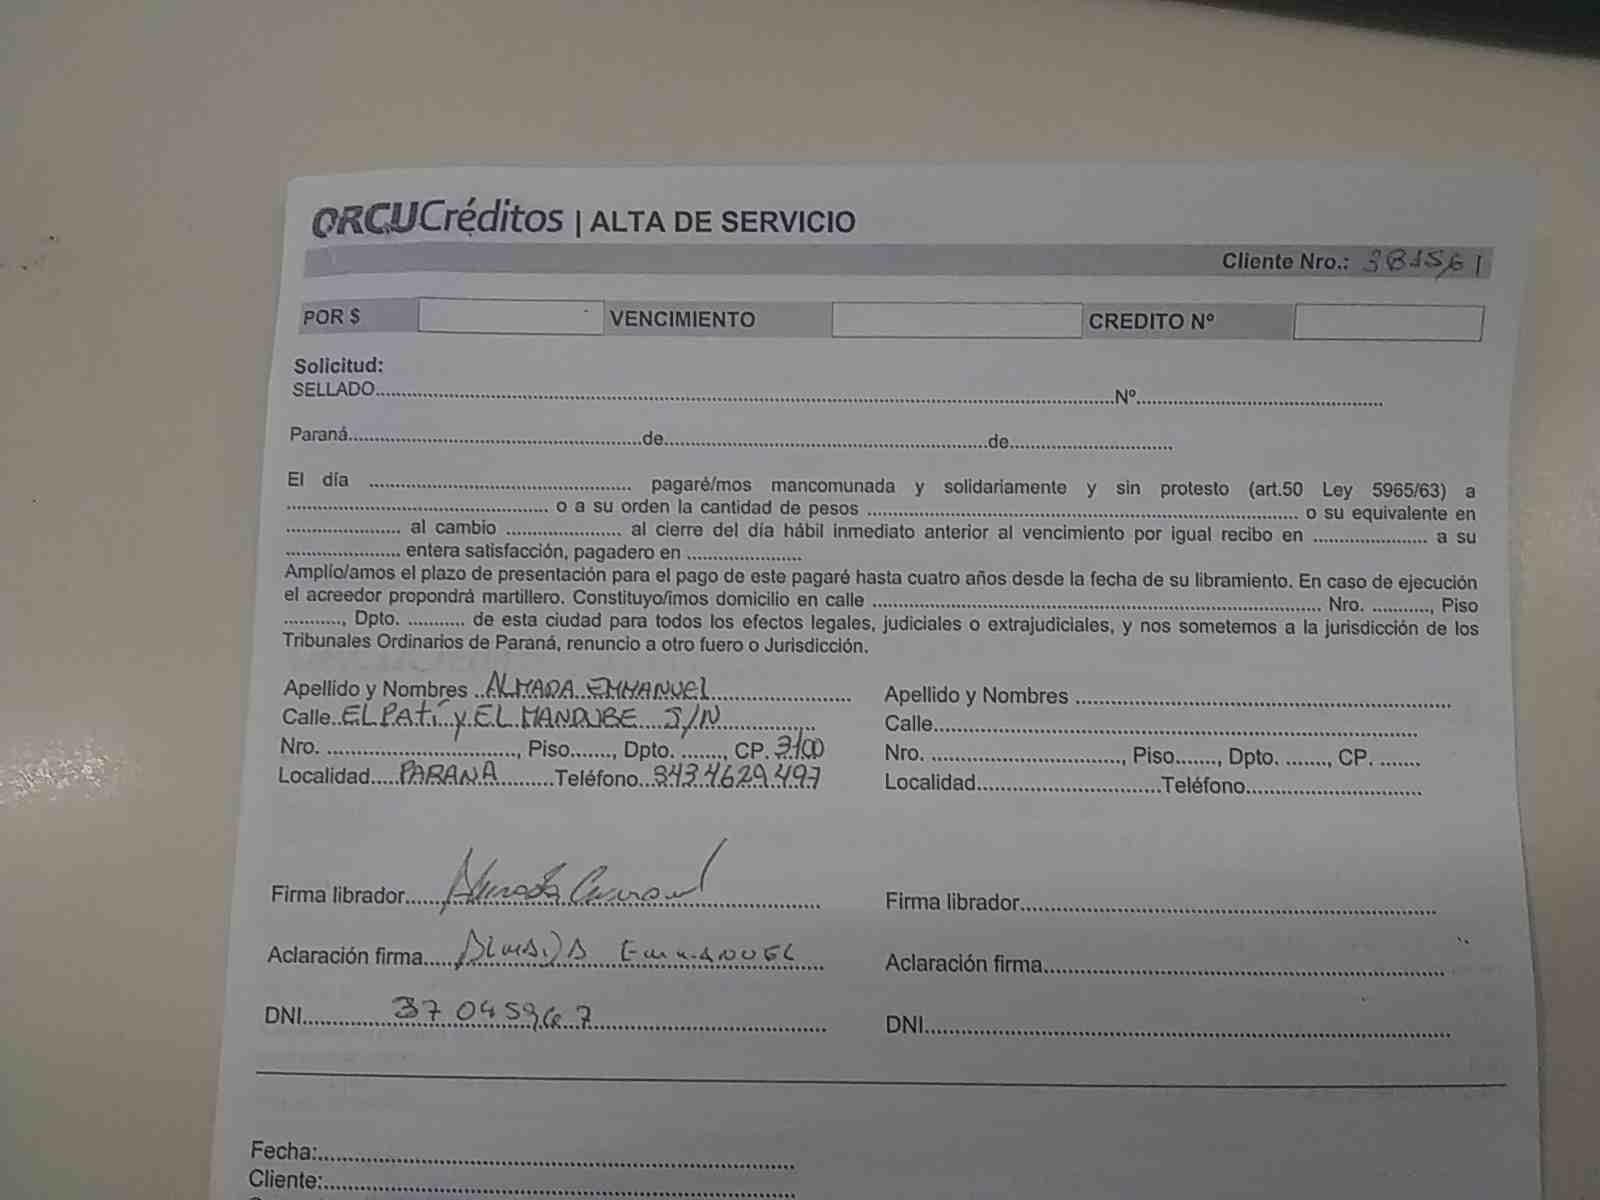 ORCUCréditos | ALTA DE SERVICIO
Cliente Nro.: 381561
POR $ VENCIMIENTO CREDITO Nº
Solicitud:
SELLADO..........Nº..........
Paraná..........de..........de..........
El día .......... pagaré/mos mancomunada y solidariamente y sin protesto (art.50 Ley 5965/63) a
.......... o a su orden la cantidad de pesos .......... o su equivalente en
.......... al cambio .......... al cierre del día hábil inmediato anterior al vencimiento por igual recibo en .......... a su
.......... entera satisfacción, pagadero en ..........
Amplío/amos el plazo de presentación para el pago de este pagaré hasta cuatro años desde la fecha de su libramiento. En caso de ejecución
el acreedor propondrá martillero. Constituyo/imos domicilio en calle .......... Nro. .........., Piso
.........., Dpto. .......... de esta ciudad para todos los efectos legales, judiciales o extrajudiciales, y nos sometemos a la jurisdicción de los
Tribunales Ordinarios de Paraná, renuncio a otro fuero o Jurisdicción.
Apellido y Nombres ..ALMADA EMMANUEL..........
Calle..EL PATÍ y EL MANDUBE S/N..........
Nro. .........., Piso......., Dpto. ......., CP. 3100
Localidad....PARANA..........Teléfono..3434629497
Firma librador......Almada Emmanuel..........
Aclaración firma.....ALMADA EMMANUEL....
DNI..........37045967..........
Apellido y Nombres ..........
Calle..........
Nro. .........., Piso......., Dpto. ......., CP. .......
Localidad..........Teléfono..........
Firma librador..........
Aclaración firma..........
DNI..........
Fecha:..........
Cliente:..........